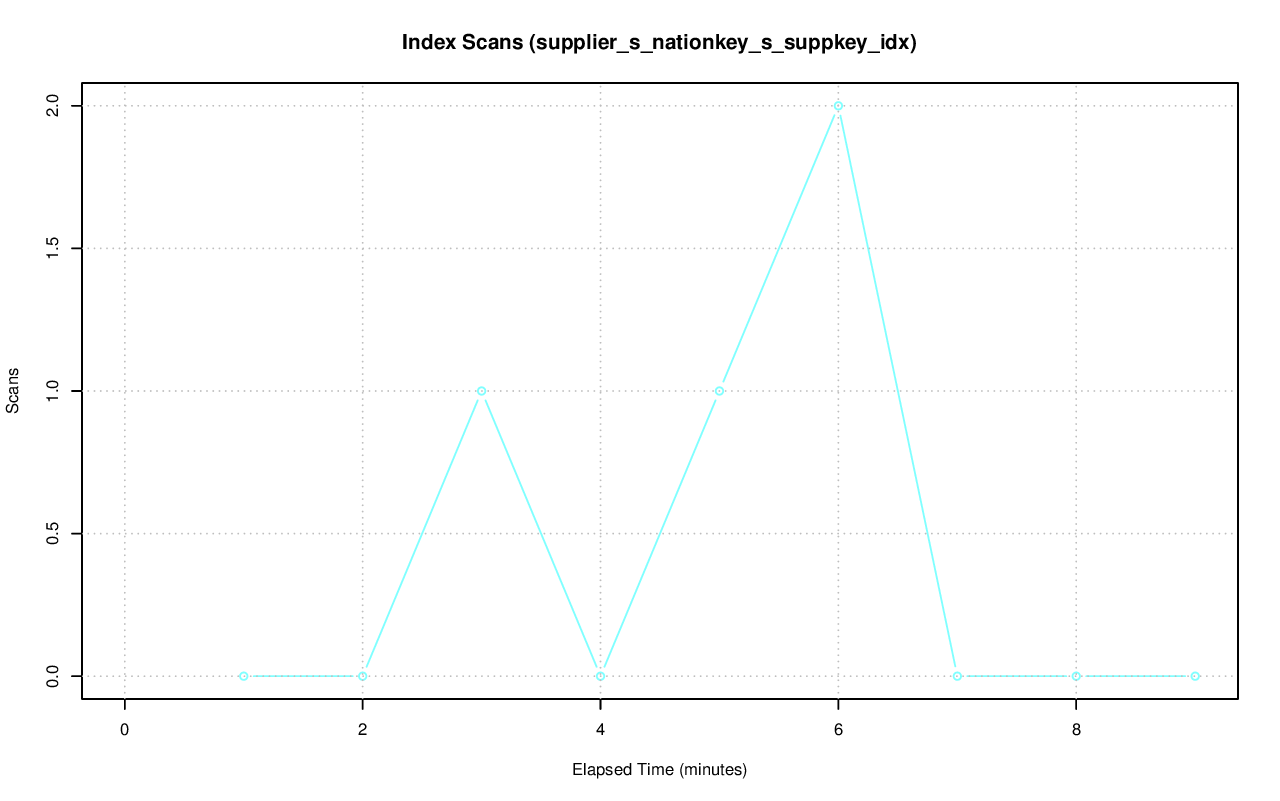 Index Scans (supplier_s_nationkey_s_suppkey_idx)
2.0
1.5
1.0
0.5
0.0
Scans
0 2 4 6 8
Elapsed Time (minutes)